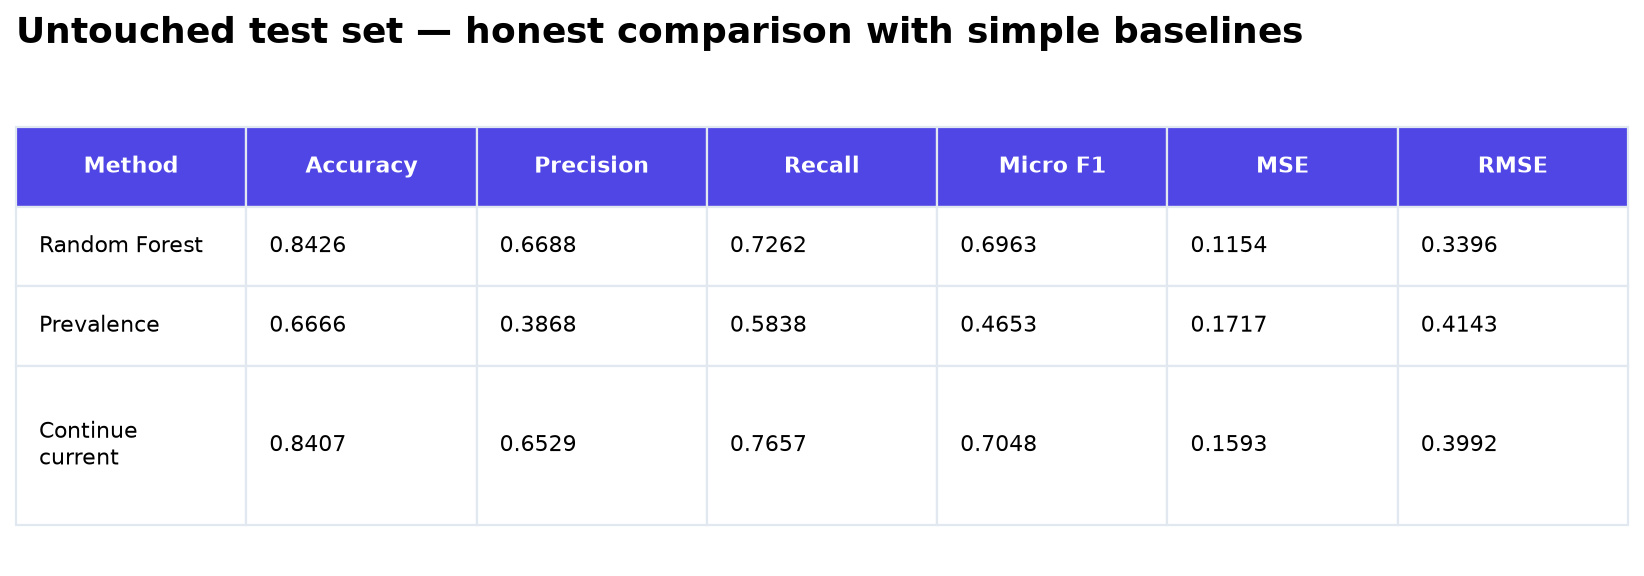 Untouched test set — honest comparison with simple baselines
Method Accuracy Precision Recall Micro F1 MSE RMSE
Random Forest 0.8426 0.6688 0.7262 0.6963 0.1154 0.3396
Prevalence 0.6666 0.3868 0.5838 0.4653 0.1717 0.4143
Continue
current 0.8407 0.6529 0.7657 0.7048 0.1593 0.3992